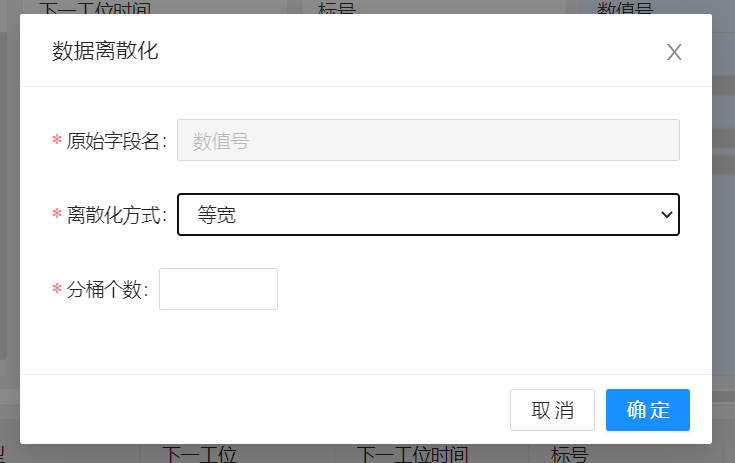 下一工位时间 标号 数值号
数据离散化 X
* 原始字段名: 数值号
* 离散化方式: 等宽
* 分桶个数:
取消 确定
下一工位 下一工位时间 标号